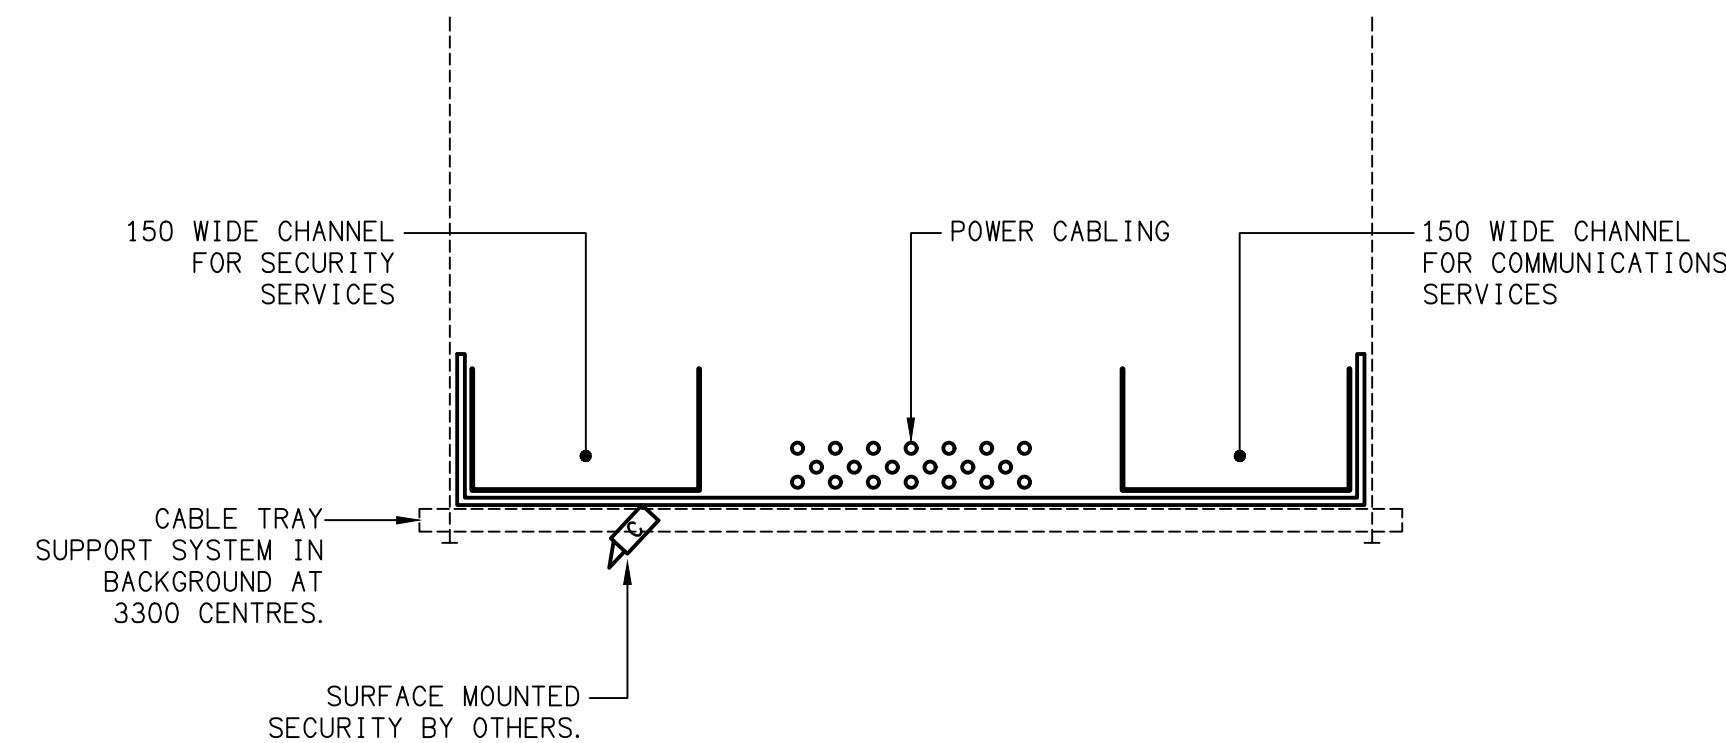 150 WIDE CHANNEL
FOR SECURITY
SERVICES
POWER CABLING
150 WIDE CHANNEL
FOR COMMUNICATIONS
SERVICES
CABLE TRAY
SUPPORT SYSTEM IN
BACKGROUND AT
3300 CENTRES.
C
SURFACE MOUNTED
SECURITY BY OTHERS.